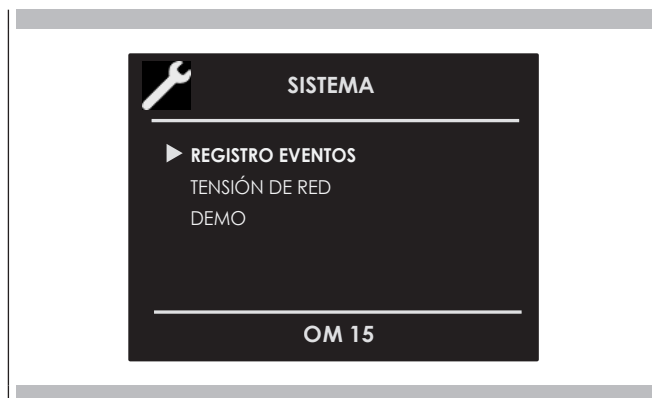 SISTEMA
REGISTRO EVENTOS
TENSIÓN DE RED
DEMO
OM 15